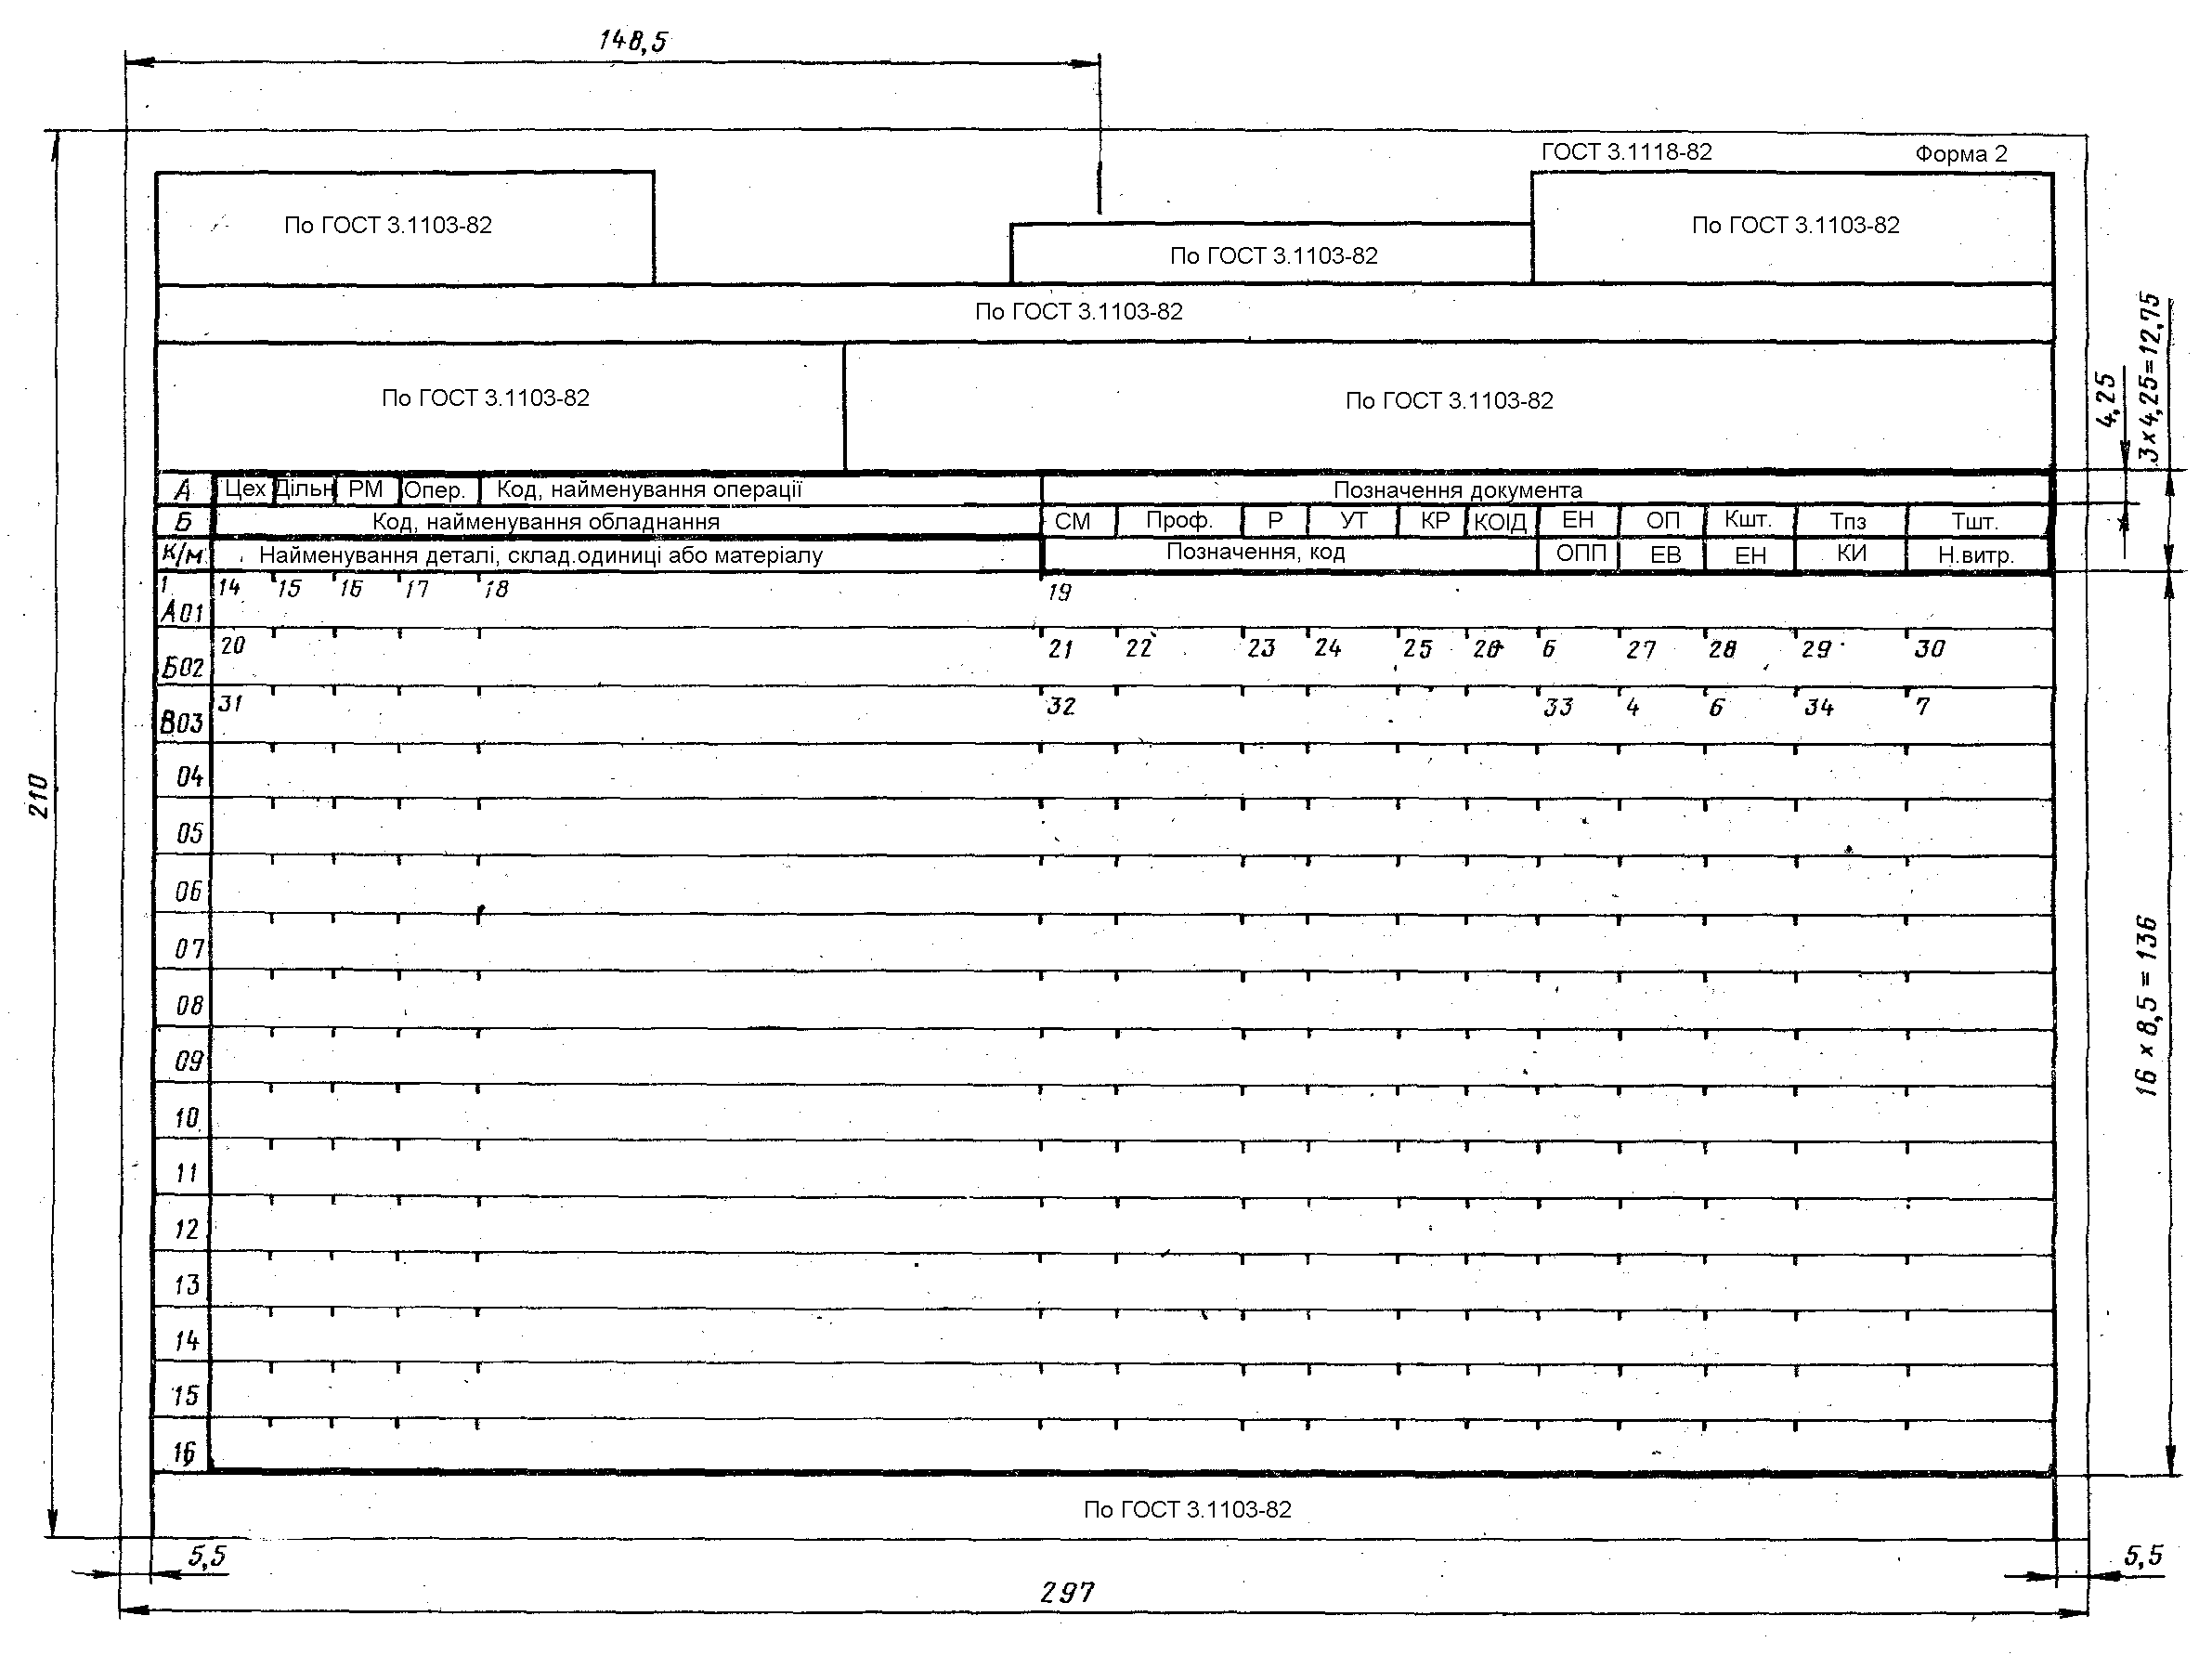 148,5
ГОСТ 3.1118-82 Форма 2
По ГОСТ 3.1103-82
По ГОСТ 3.1103-82
По ГОСТ 3.1103-82
По ГОСТ 3.1103-82
По ГОСТ 3.1103-82
По ГОСТ 3.1103-82
4,25
3×4,25=12,75
А Цех Дільн РМ Опер. Код, найменування операції Позначення документа
Б Код, найменування обладнання СМ Проф. Р УТ КР КОІД ЕН ОП Кшт. Тпз Тшт.
К/М Найменування деталі, склад.одиниці або матеріалу Позначення, код ОПП ЕВ ЕН КИ Н.витр.
1 14 15 16 17 18 19
А01
20 21 22 23 24 25 26 6 27 28 29 30
Б02
31 32 33 4 6 34 7
В03
04
05
06
07
08
09
10
11
12
13
14
15
16
210
16 × 8,5 = 136
По ГОСТ 3.1103-82
5,5
5,5
297